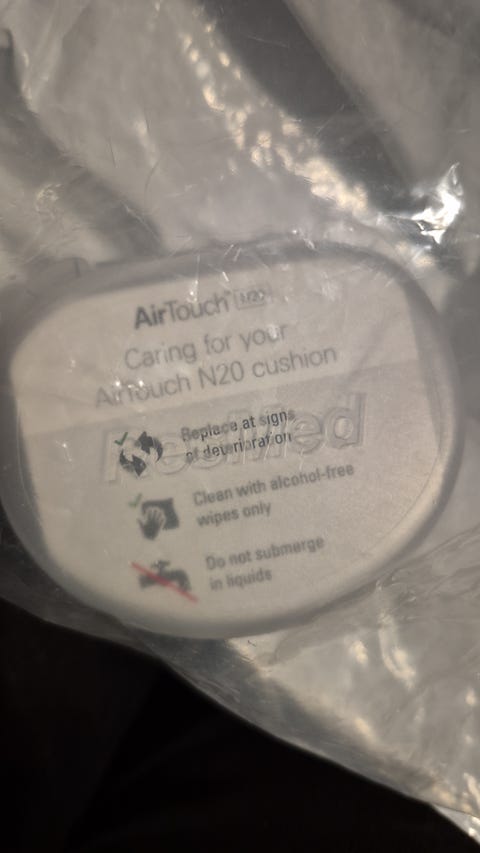 AirTouch™ N20
Caring for your
AirTouch N20 cushion
ResMed
Replace at signs
of deterioration
Clean with alcohol-free
wipes only
Do not submerge
in liquids